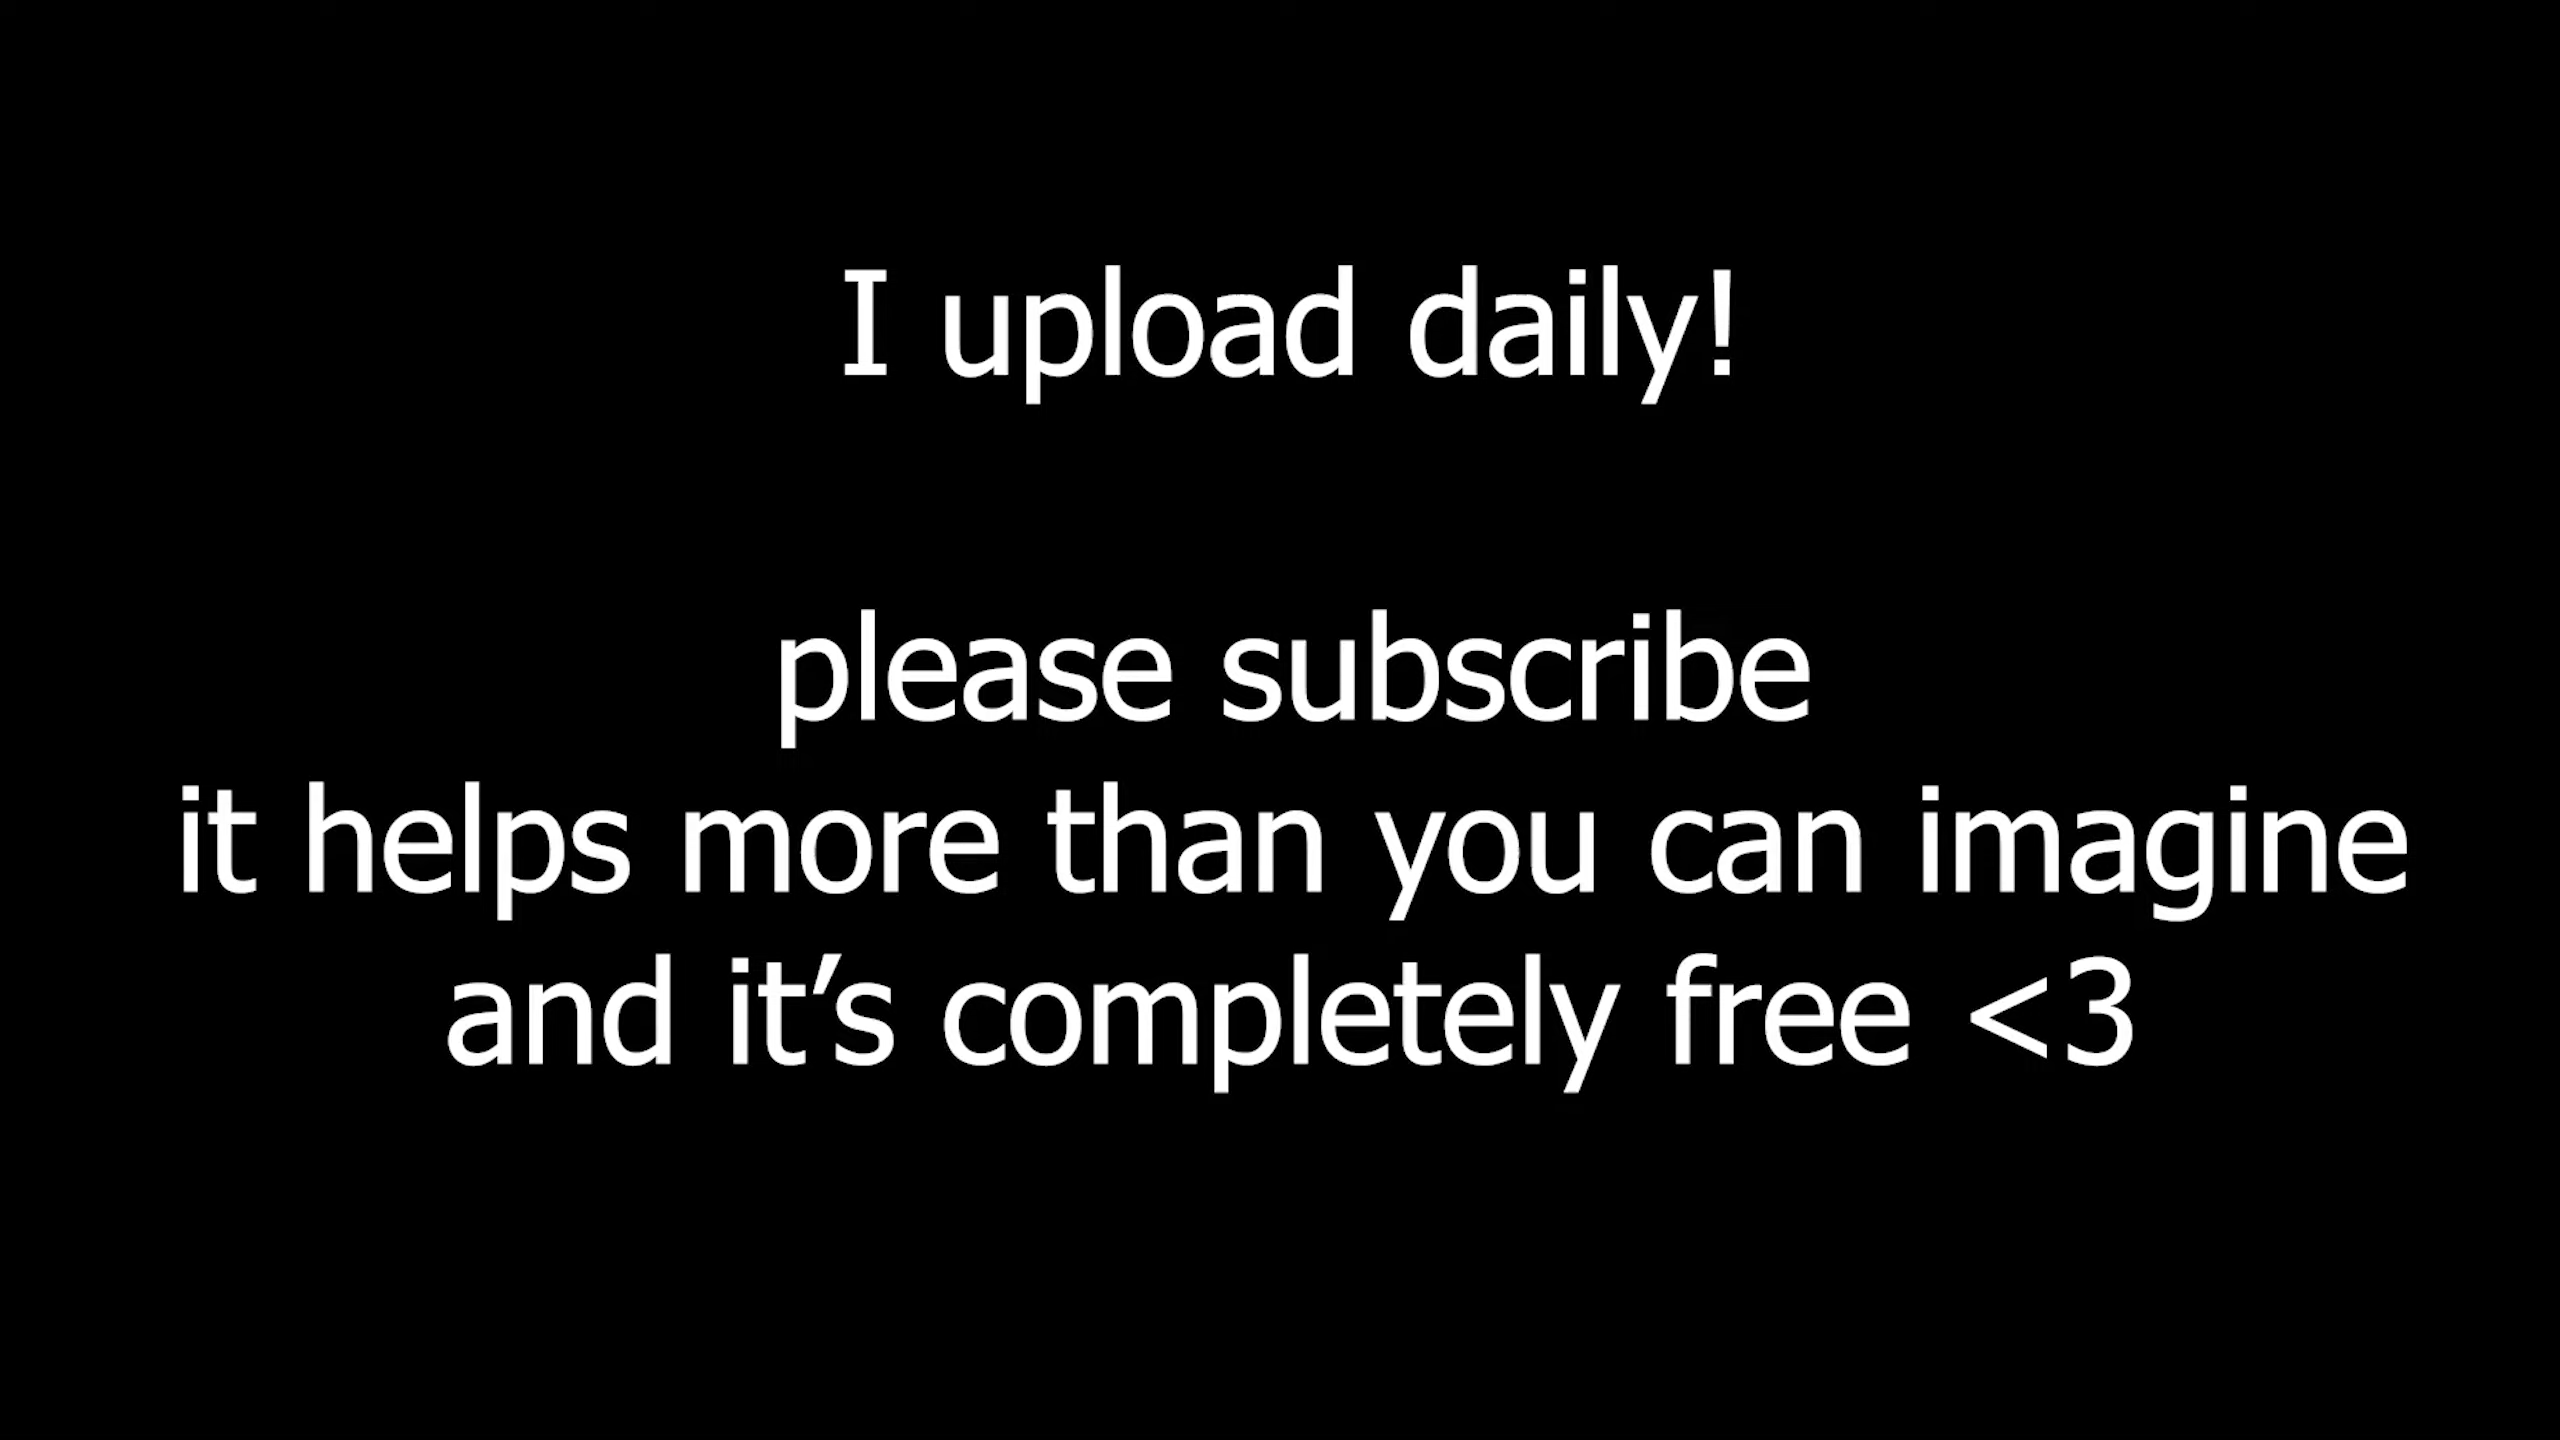 I upload daily!
please subscribe
it helps more than you can imagine
and it’s completely free <3